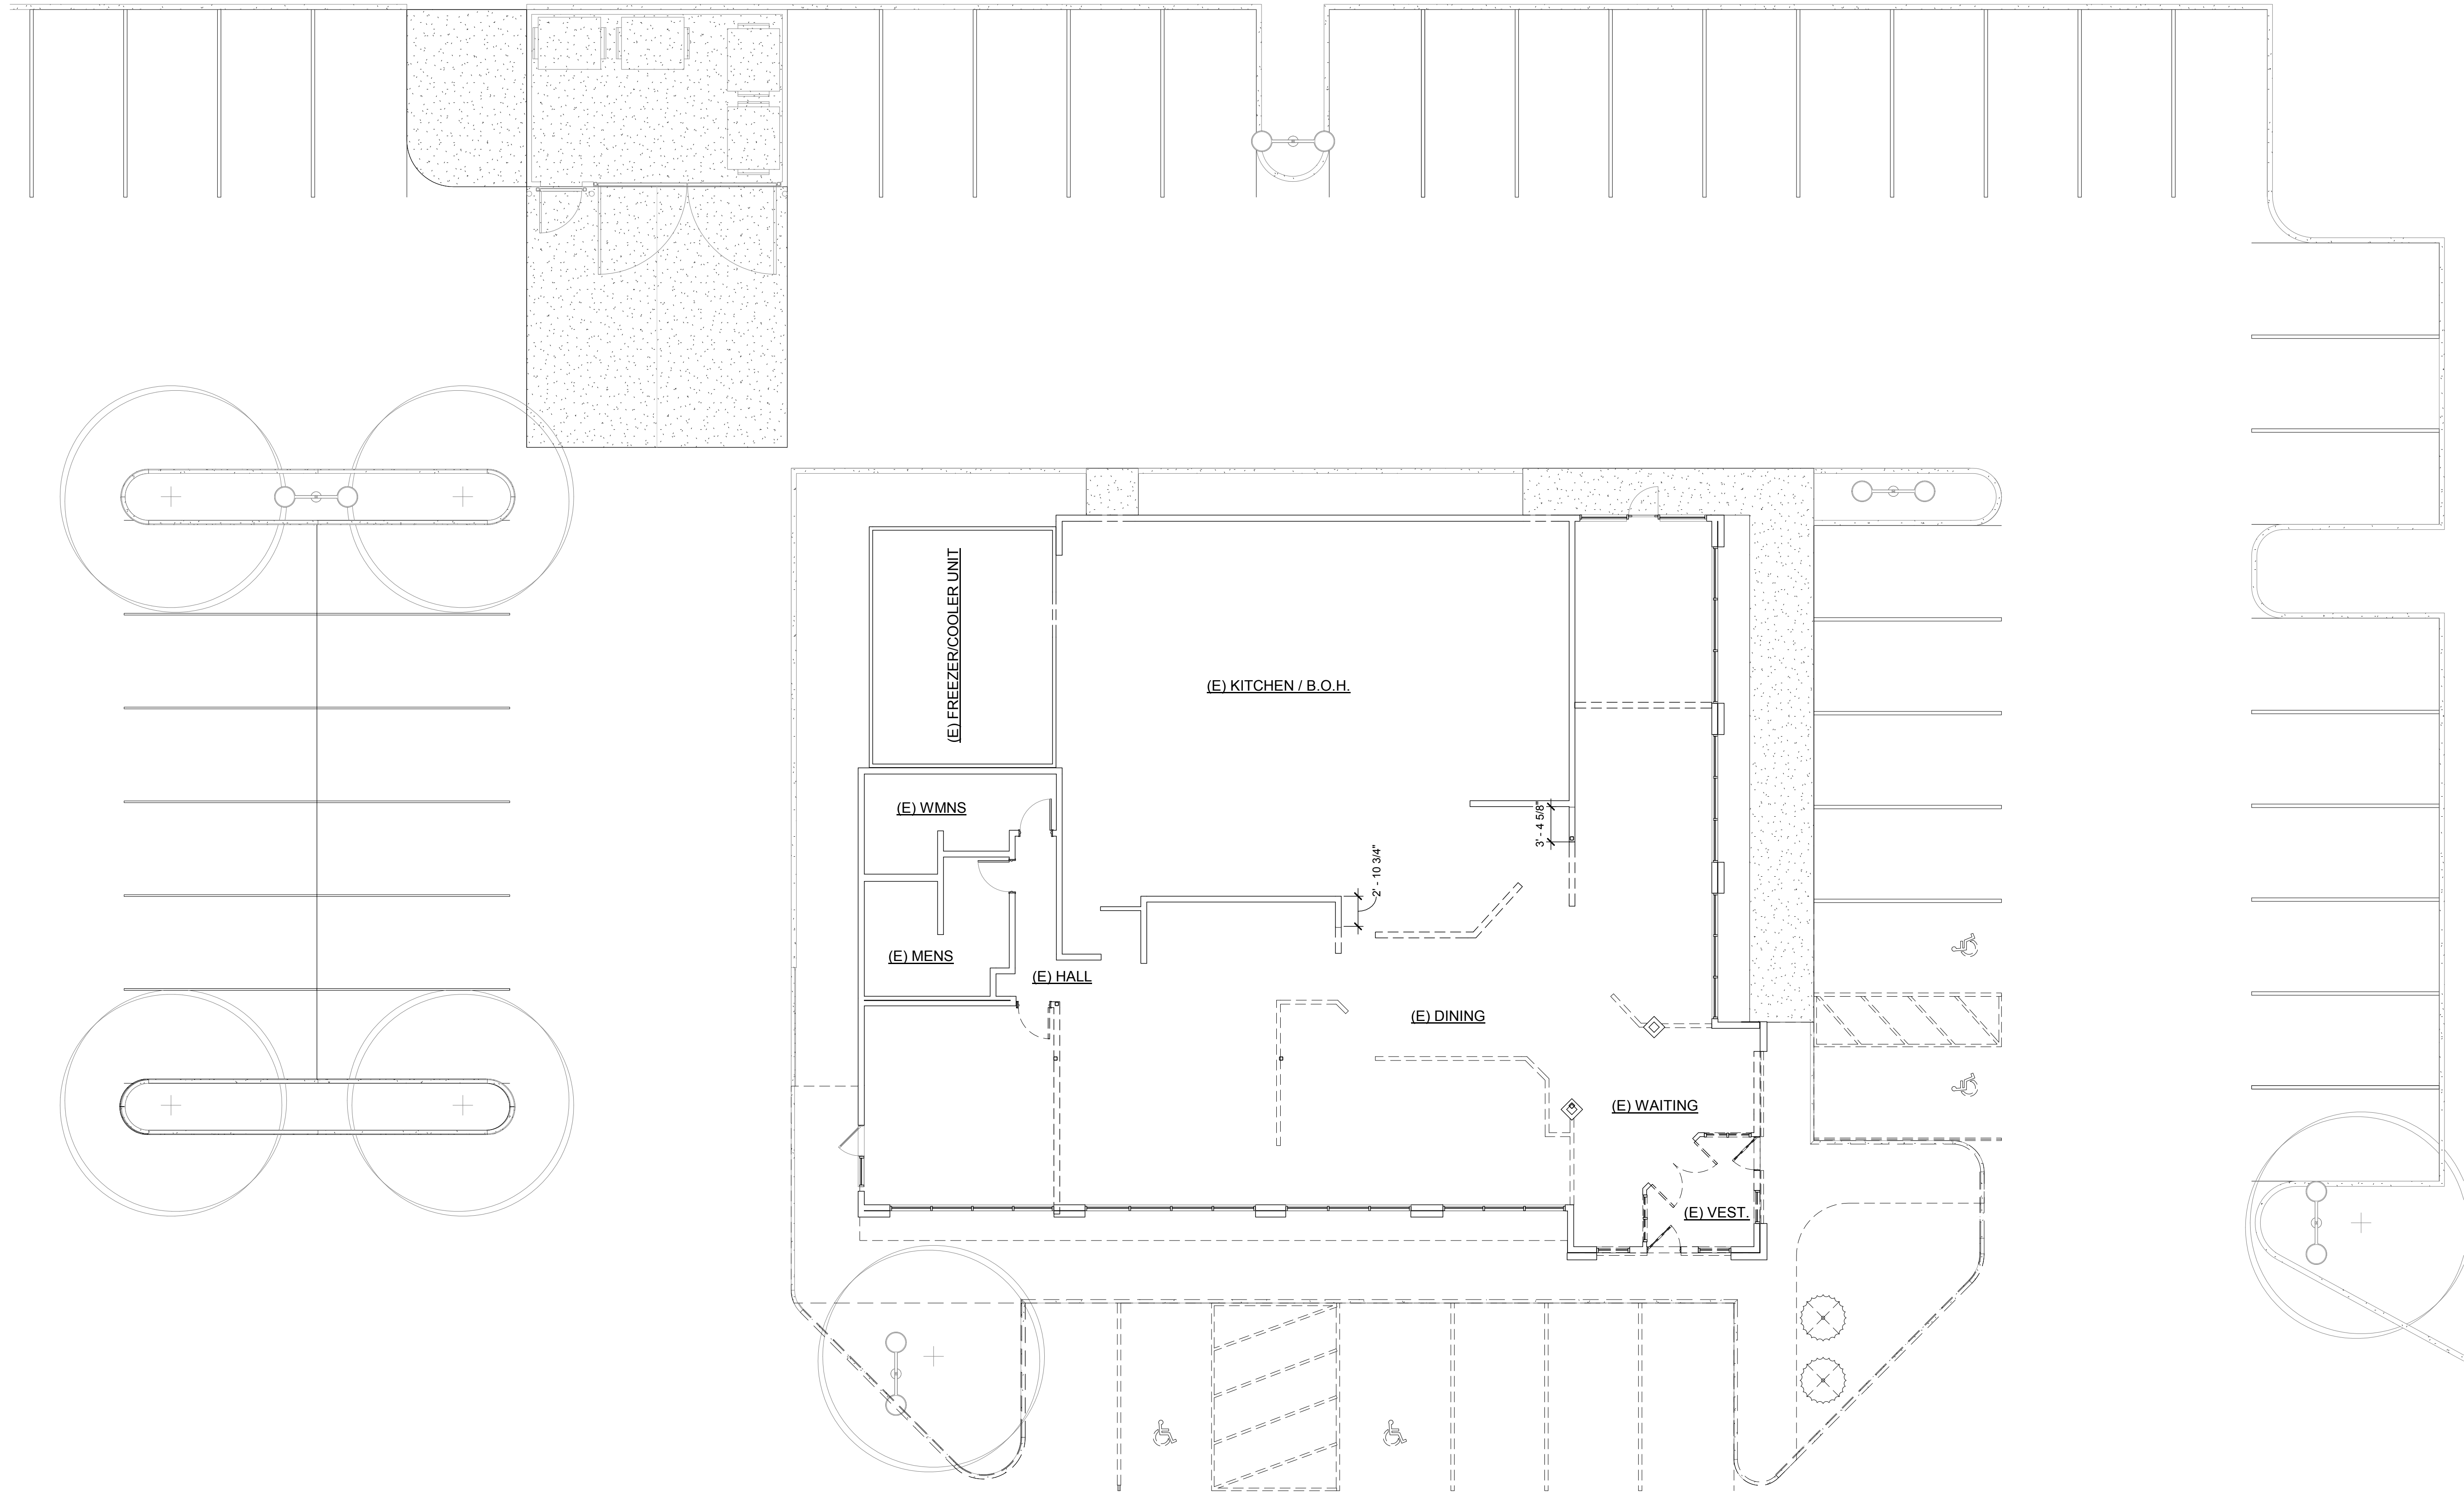 (E) FREEZER/COOLER UNIT
(E) KITCHEN / B.O.H.
(E) WMNS
3' - 4 5/8"
2' - 10 3/4"
(E) MENS
(E) HALL
(E) DINING
(E) WAITING
(E) VEST.